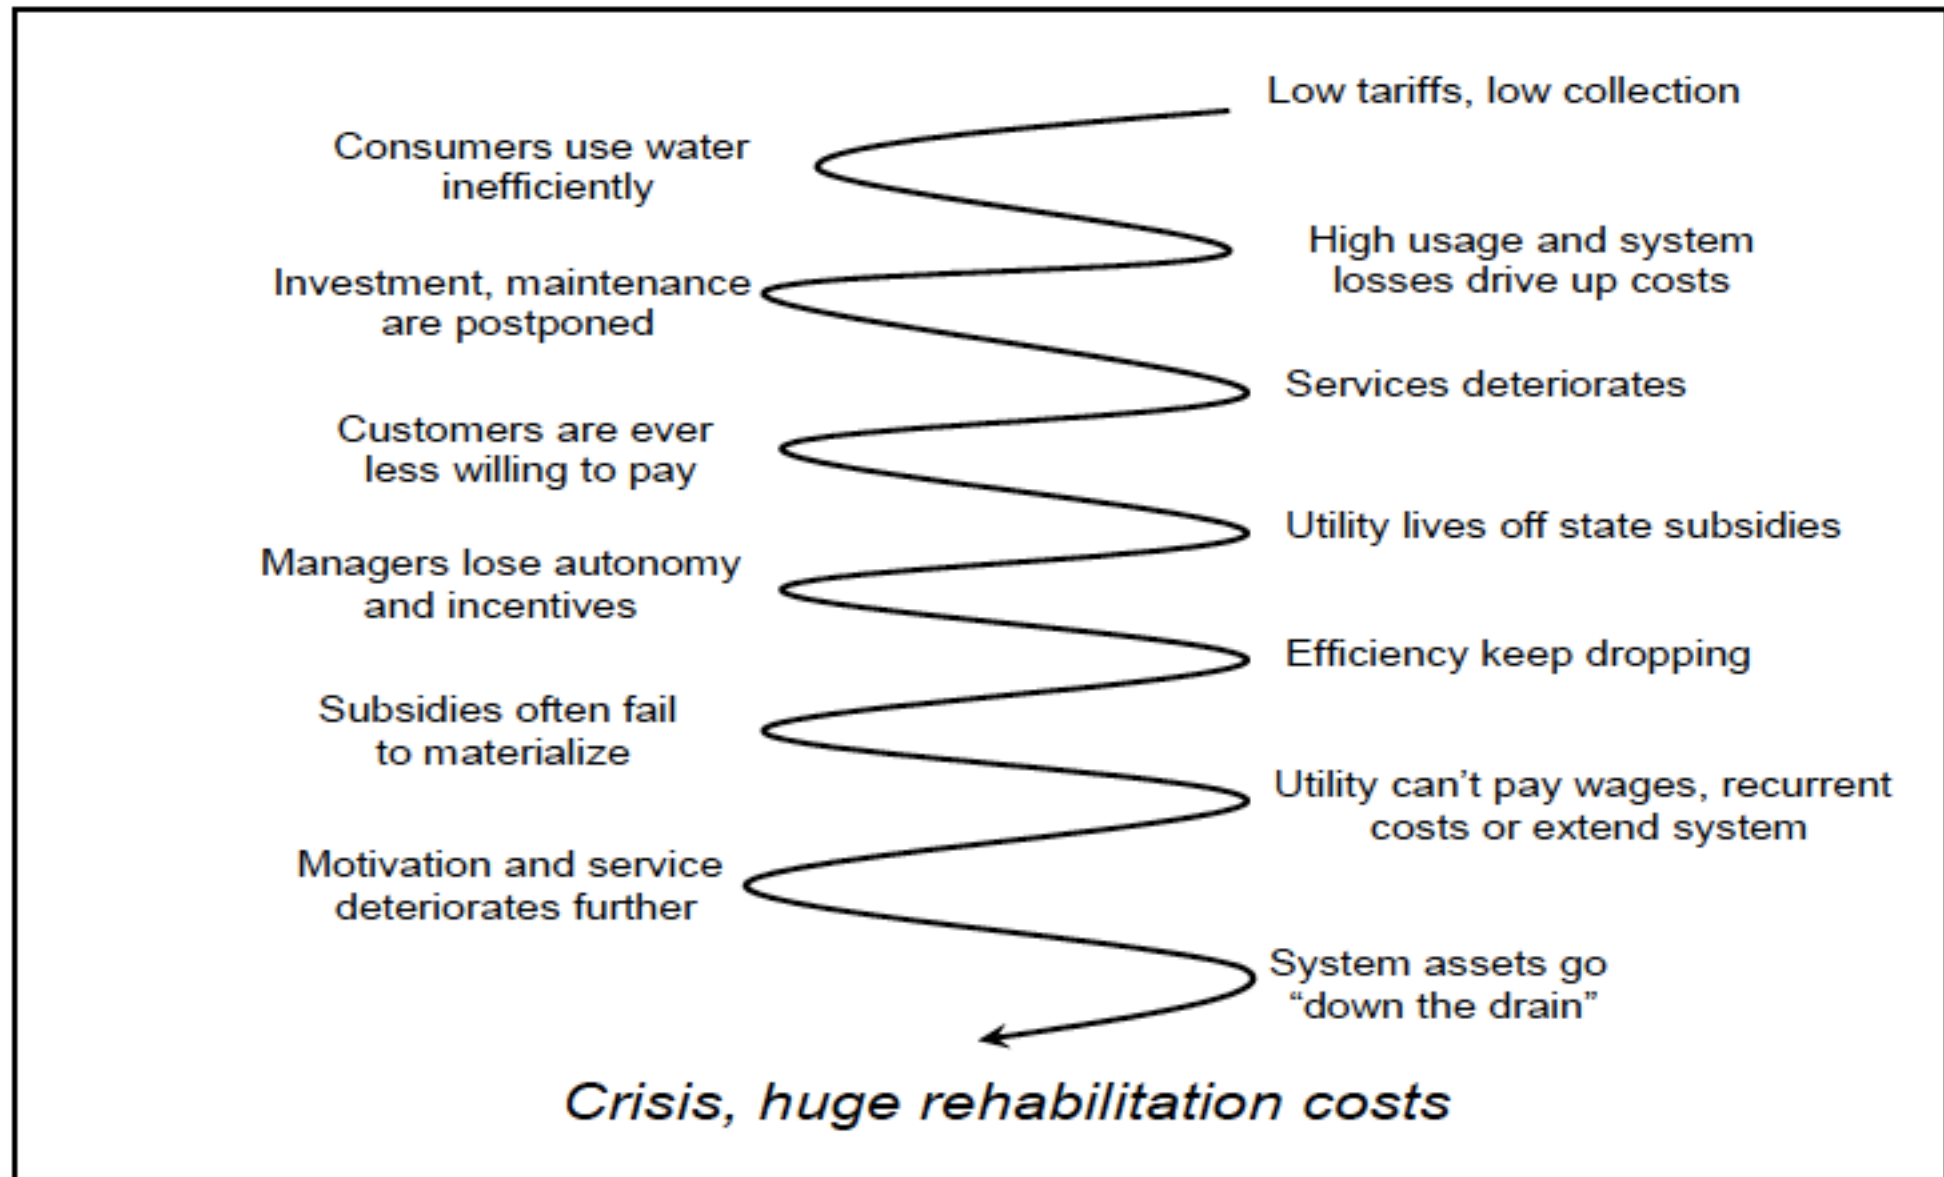 Low tariffs, low collection
Consumers use water
inefficiently
High usage and system
losses drive up costs
Investment, maintenance
are postponed
Services deteriorates
Customers are ever
less willing to pay
Utility lives off state subsidies
Managers lose autonomy
and incentives
Efficiency keep dropping
Subsidies often fail
to materialize
Utility can’t pay wages, recurrent
costs or extend system
Motivation and service
deteriorates further
System assets go
“down the drain”
Crisis, huge rehabilitation costs